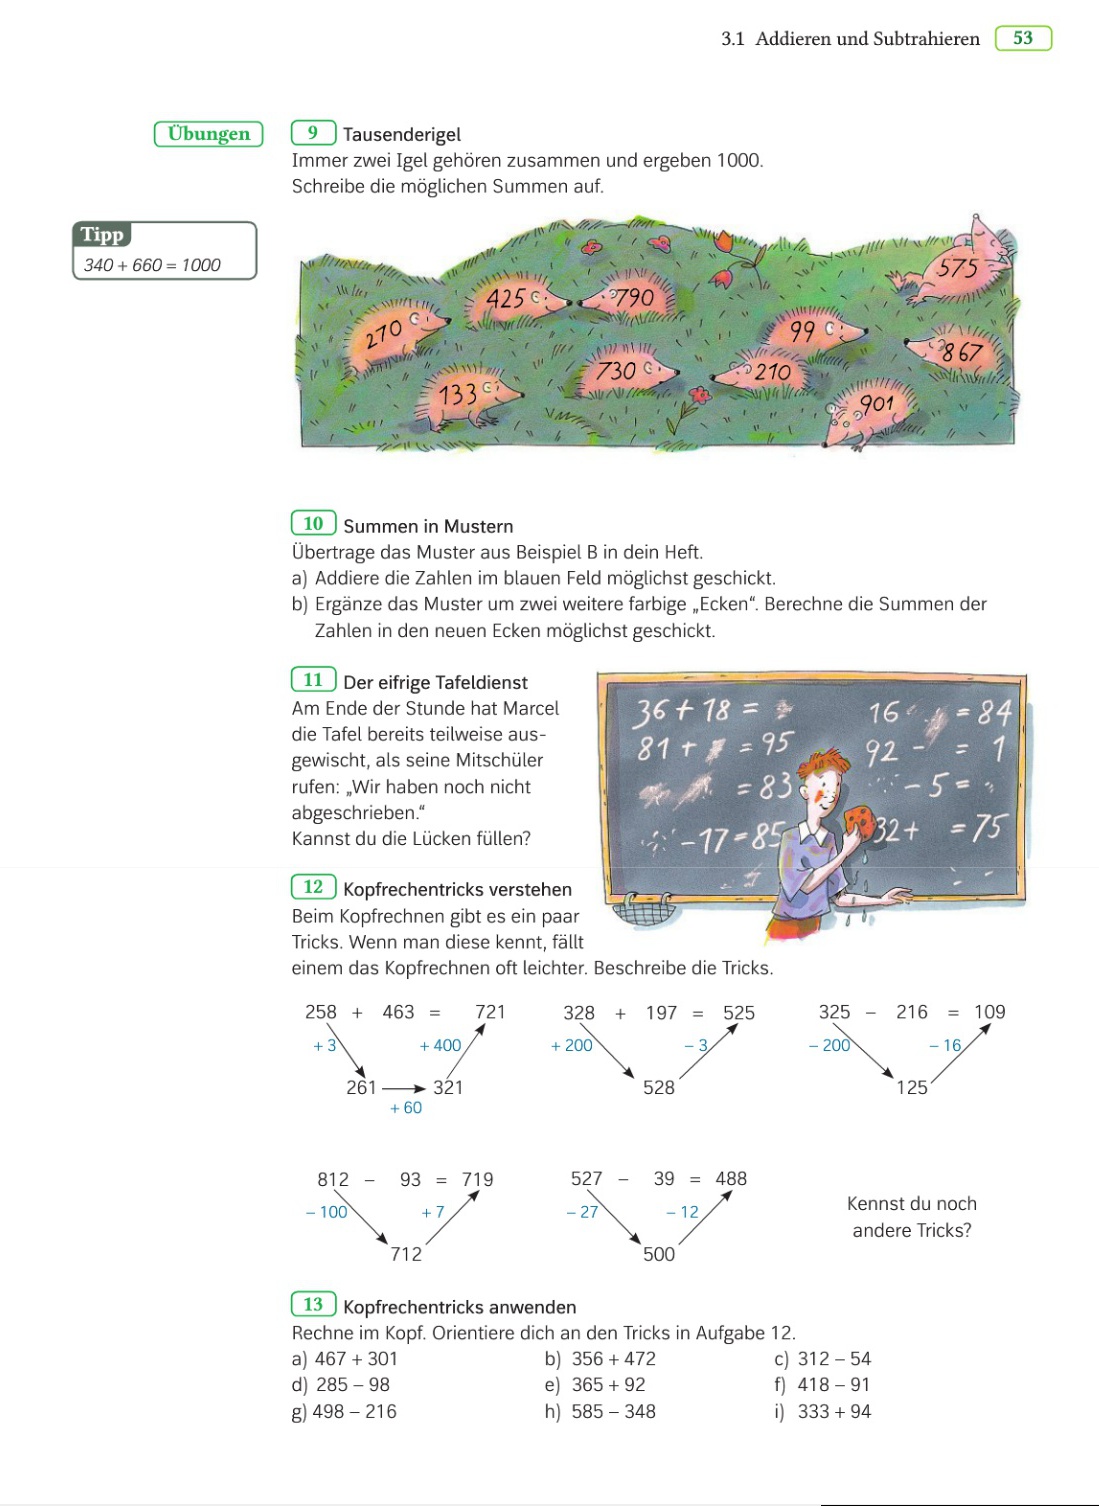 3.1 Addieren und Subtrahieren 53
Übungen
9 Tausenderigel
Immer zwei Igel gehören zusammen und ergeben 1000.
Schreibe die möglichen Summen auf.
Tipp
340 + 660 = 1000
575
425 790
270 99
867
730 210
133 901
10 Summen in Mustern
Übertrage das Muster aus Beispiel B in dein Heft.
a) Addiere die Zahlen im blauen Feld möglichst geschickt.
b) Ergänze das Muster um zwei weitere farbige „Ecken“. Berechne die Summen der
Zahlen in den neuen Ecken möglichst geschickt.
11 Der eifrige Tafeldienst
Am Ende der Stunde hat Marcel
die Tafel bereits teilweise aus-
gewischt, als seine Mitschüler
rufen: „Wir haben noch nicht
abgeschrieben.“
Kannst du die Lücken füllen?
36 + 18 =
81 + = 95
= 83
- 17 = 85
16 = 84
92 - = 1
- 5 =
32 + = 75
12 Kopfrechentricks verstehen
Beim Kopfrechnen gibt es ein paar
Tricks. Wenn man diese kennt, fällt
einem das Kopfrechnen oft leichter. Beschreibe die Tricks.
258 + 463 = 721
+ 3 + 400
261 321
+ 60
328 + 197 = 525
+ 200 – 3
528
325 – 216 = 109
– 200 – 16
125
812 – 93 = 719
– 100 + 7
712
527 – 39 = 488
– 27 – 12
500
Kennst du noch
andere Tricks?
13 Kopfrechentricks anwenden
Rechne im Kopf. Orientiere dich an den Tricks in Aufgabe 12.
a) 467 + 301 b) 356 + 472 c) 312 – 54
d) 285 – 98 e) 365 + 92 f) 418 – 91
g) 498 – 216 h) 585 – 348 i) 333 + 94